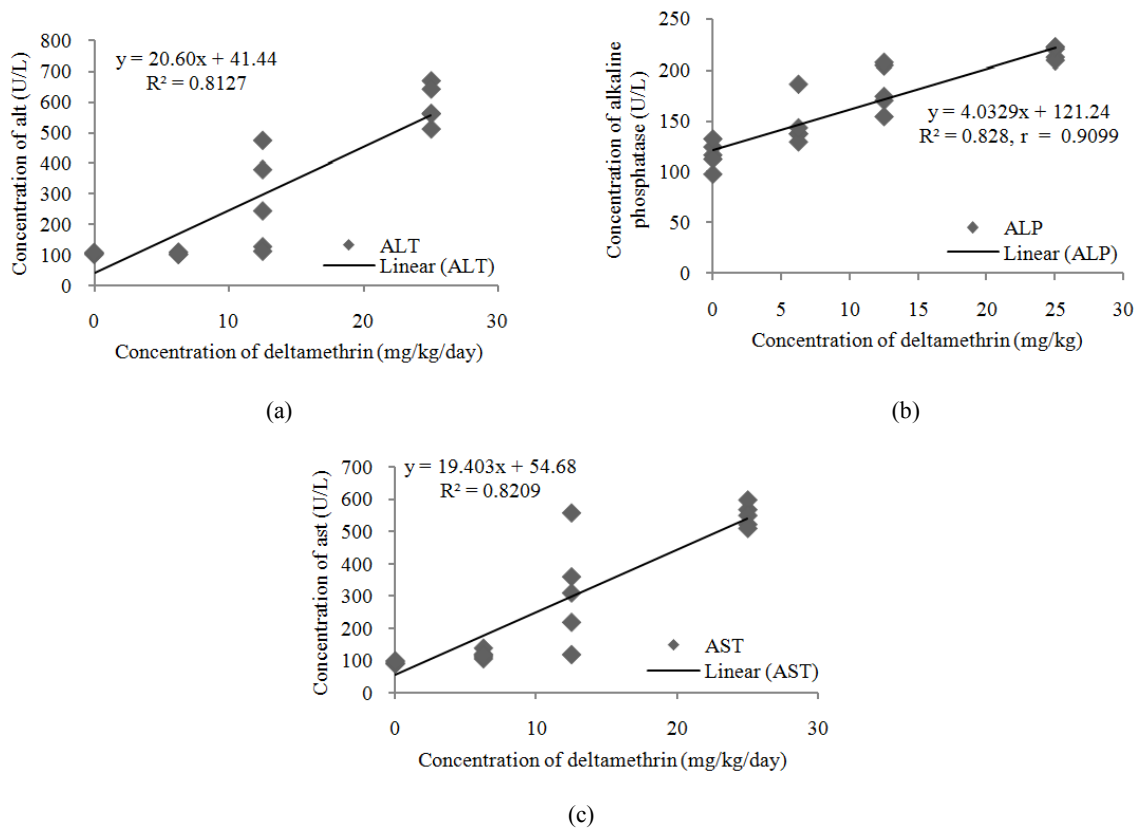 y = 20.60x + 41.44
R² = 0.8127
Concentration of alt (U/L)
800
700
600
500
400
300
200
100
0
ALT
Linear (ALT)
0 10 20 30
Concentration of deltamethrin (mg/kg/day)
(a)
Concentration of alkaline
phosphatase (U/L)
250
200
150
100
50
0
y = 4.0329x + 121.24
R² = 0.828, r = 0.9099
ALP
Linear (ALP)
0 5 10 15 20 25 30
Concentration of deltamethrin (mg/kg)
(b)
y = 19.403x + 54.68
R² = 0.8209
Concentration of ast (U/L)
700
600
500
400
300
200
100
0
AST
Linear (AST)
0 10 20 30
Concentration of deltamethrin (mg/kg/day)
(c)